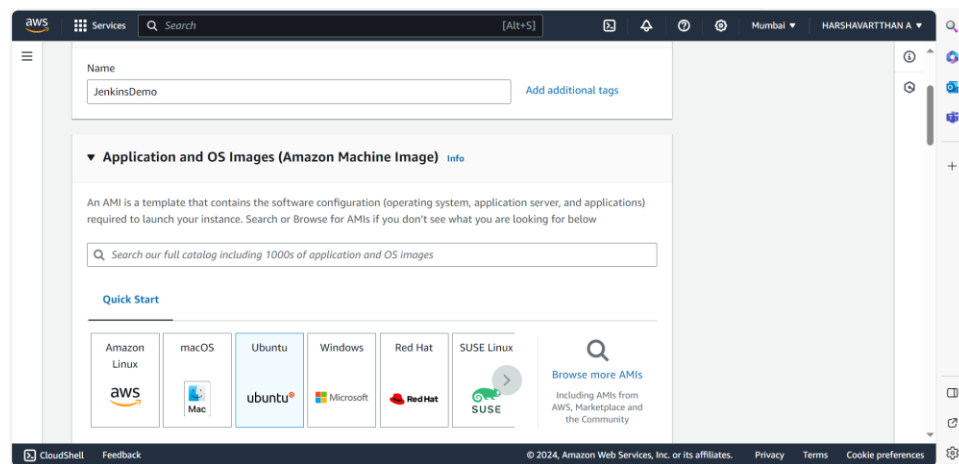 aws
Services
Search
[Alt+S]
Mumbai
HARSHAVARTTHAN A
Name
JenkinsDemo
Add additional tags
Application and OS Images (Amazon Machine Image) Info
An AMI is a template that contains the software configuration (operating system, application server, and applications)
required to launch your instance. Search or Browse for AMIs if you don't see what you are looking for below
Search our full catalog including 1000s of application and OS images
Quick Start
Amazon
Linux
aws
macOS
Mac
Ubuntu
ubuntu
Windows
Microsoft
Red Hat
Red Hat
SUSE Linux
SUSE
Browse more AMIs
Including AMIs from
AWS, Marketplace and
the Community
CloudShell
Feedback
© 2024, Amazon Web Services, Inc. or its affiliates.
Privacy
Terms
Cookie preferences